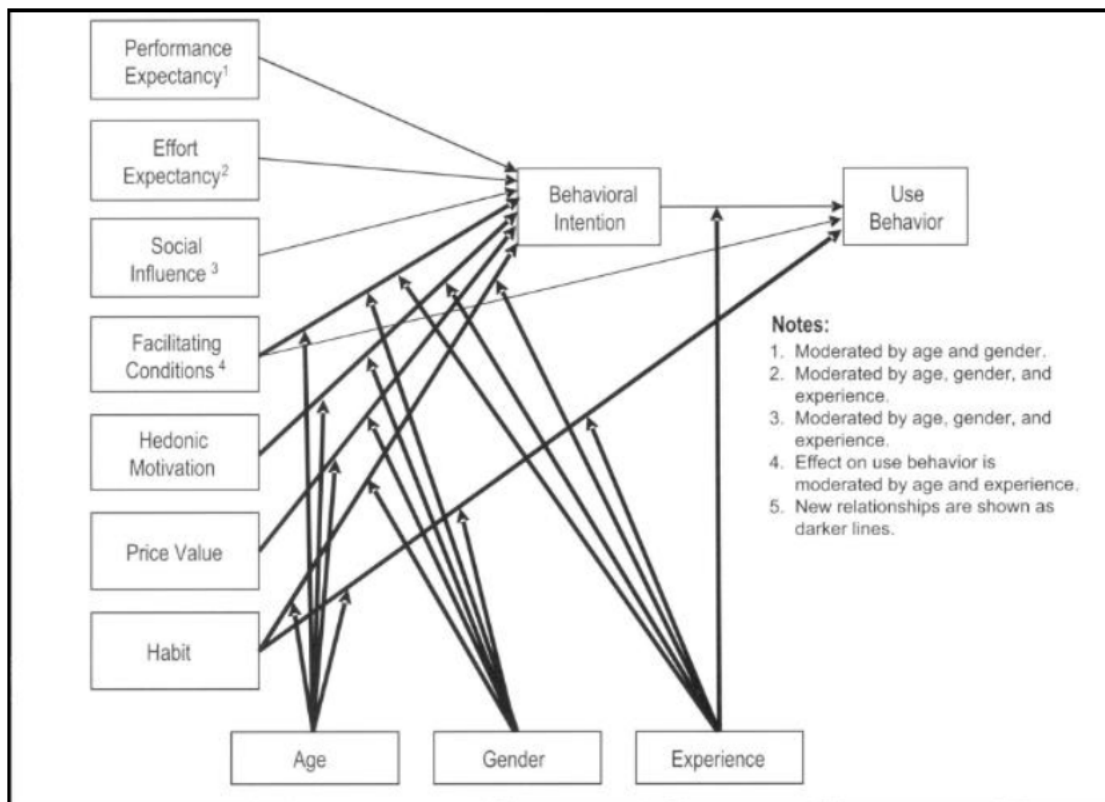 Performance
Expectancy¹
Effort
Expectancy²
Social
Influence ³
Facilitating
Conditions ⁴
Hedonic
Motivation
Price Value
Habit
Behavioral
Intention
Use
Behavior
Notes:
1. Moderated by age and gender.
2. Moderated by age, gender, and
experience.
3. Moderated by age, gender, and
experience.
4. Effect on use behavior is
moderated by age and experience.
5. New relationships are shown as
darker lines.
Age
Gender
Experience